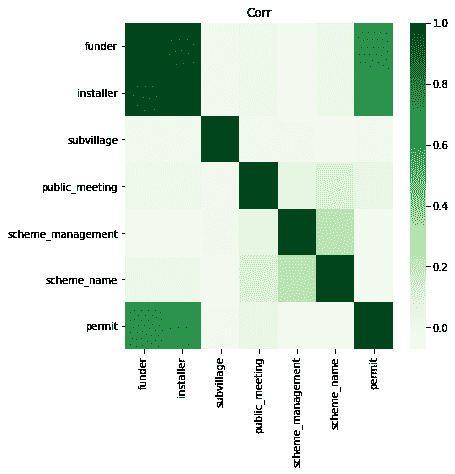 Corr
funder
installer
subvillage
public_meeting
scheme_management
scheme_name
permit
funder
installer
subvillage
public_meeting
scheme_management
scheme_name
permit
1.0
0.8
0.6
0.4
0.2
0.0